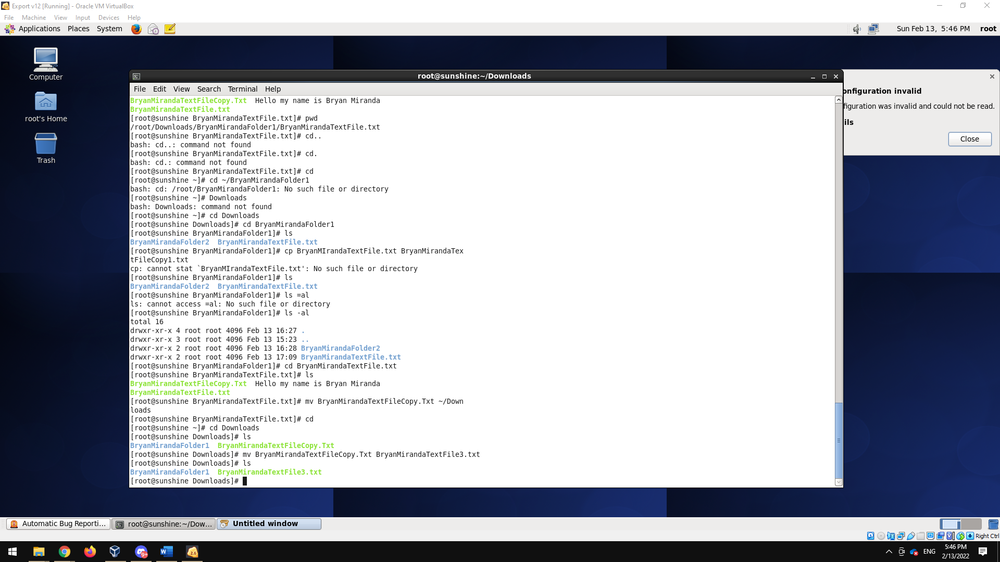 Export v12 [Running] - Oracle VM VirtualBox
File Machine View Input Devices Help
Applications Places System
Sun Feb 13, 5:46 PM root
Computer
root's Home
Trash
root@sunshine:~/Downloads
File Edit View Search Terminal Help
BryanMirandaTextFileCopy.Txt Hello my name is Bryan Miranda
BryanMirandaTextFile.txt
[root@sunshine BryanMirandaTextFile.txt]# pwd
/root/Downloads/BryanMirandaFolder1/BryanMirandaTextFile.txt
[root@sunshine BryanMirandaTextFile.txt]# cd..
bash: cd..: command not found
[root@sunshine BryanMirandaTextFile.txt]# cd.
bash: cd.: command not found
[root@sunshine BryanMirandaTextFile.txt]# cd
[root@sunshine ~]# cd ~/BryanMirandaFolder1
bash: cd: /root/BryanMirandaFolder1: No such file or directory
[root@sunshine ~]# Downloads
bash: Downloads: command not found
[root@sunshine ~]# cd Downloads
[root@sunshine Downloads]# cd BryanMirandaFolder1
[root@sunshine BryanMirandaFolder1]# ls
BryanMirandaFolder2 BryanMirandaTextFile.txt
[root@sunshine BryanMirandaFolder1]# cp BryanMIrandaTextFile.txt BryanMirandaTex
tFileCopy1.txt
cp: cannot stat `BryanMIrandaTextFile.txt': No such file or directory
[root@sunshine BryanMirandaFolder1]# ls
BryanMirandaFolder2 BryanMirandaTextFile.txt
[root@sunshine BryanMirandaFolder1]# ls =al
ls: cannot access =al: No such file or directory
[root@sunshine BryanMirandaFolder1]# ls -al
total 16
drwxr-xr-x 4 root root 4096 Feb 13 16:27 .
drwxr-xr-x 3 root root 4096 Feb 13 15:23 ..
drwxr-xr-x 2 root root 4096 Feb 13 16:28 BryanMirandaFolder2
drwxr-xr-x 2 root root 4096 Feb 13 17:09 BryanMirandaTextFile.txt
[root@sunshine BryanMirandaFolder1]# cd BryanMirandaTextFile.txt
[root@sunshine BryanMirandaTextFile.txt]# ls
BryanMirandaTextFileCopy.Txt Hello my name is Bryan Miranda
BryanMirandaTextFile.txt
[root@sunshine BryanMirandaTextFile.txt]# mv BryanMirandaTextFileCopy.Txt ~/Down
loads
[root@sunshine BryanMirandaTextFile.txt]# cd
[root@sunshine ~]# cd Downloads
[root@sunshine Downloads]# ls
BryanMirandaFolder1 BryanMirandaTextFileCopy.Txt
[root@sunshine Downloads]# mv BryanMirandaTextFileCopy.Txt BryanMirandaTextFile3.txt
[root@sunshine Downloads]# ls
BryanMirandaFolder1 BryanMirandaTextFile3.txt
[root@sunshine Downloads]#
onfiguration invalid
figuration was invalid and could not be read.
ils
Close
Automatic Bug Reporti... root@sunshine:~/Dow... Untitled window
Right Ctrl
9+
2.6
ENG
5:46 PM
2/13/2022